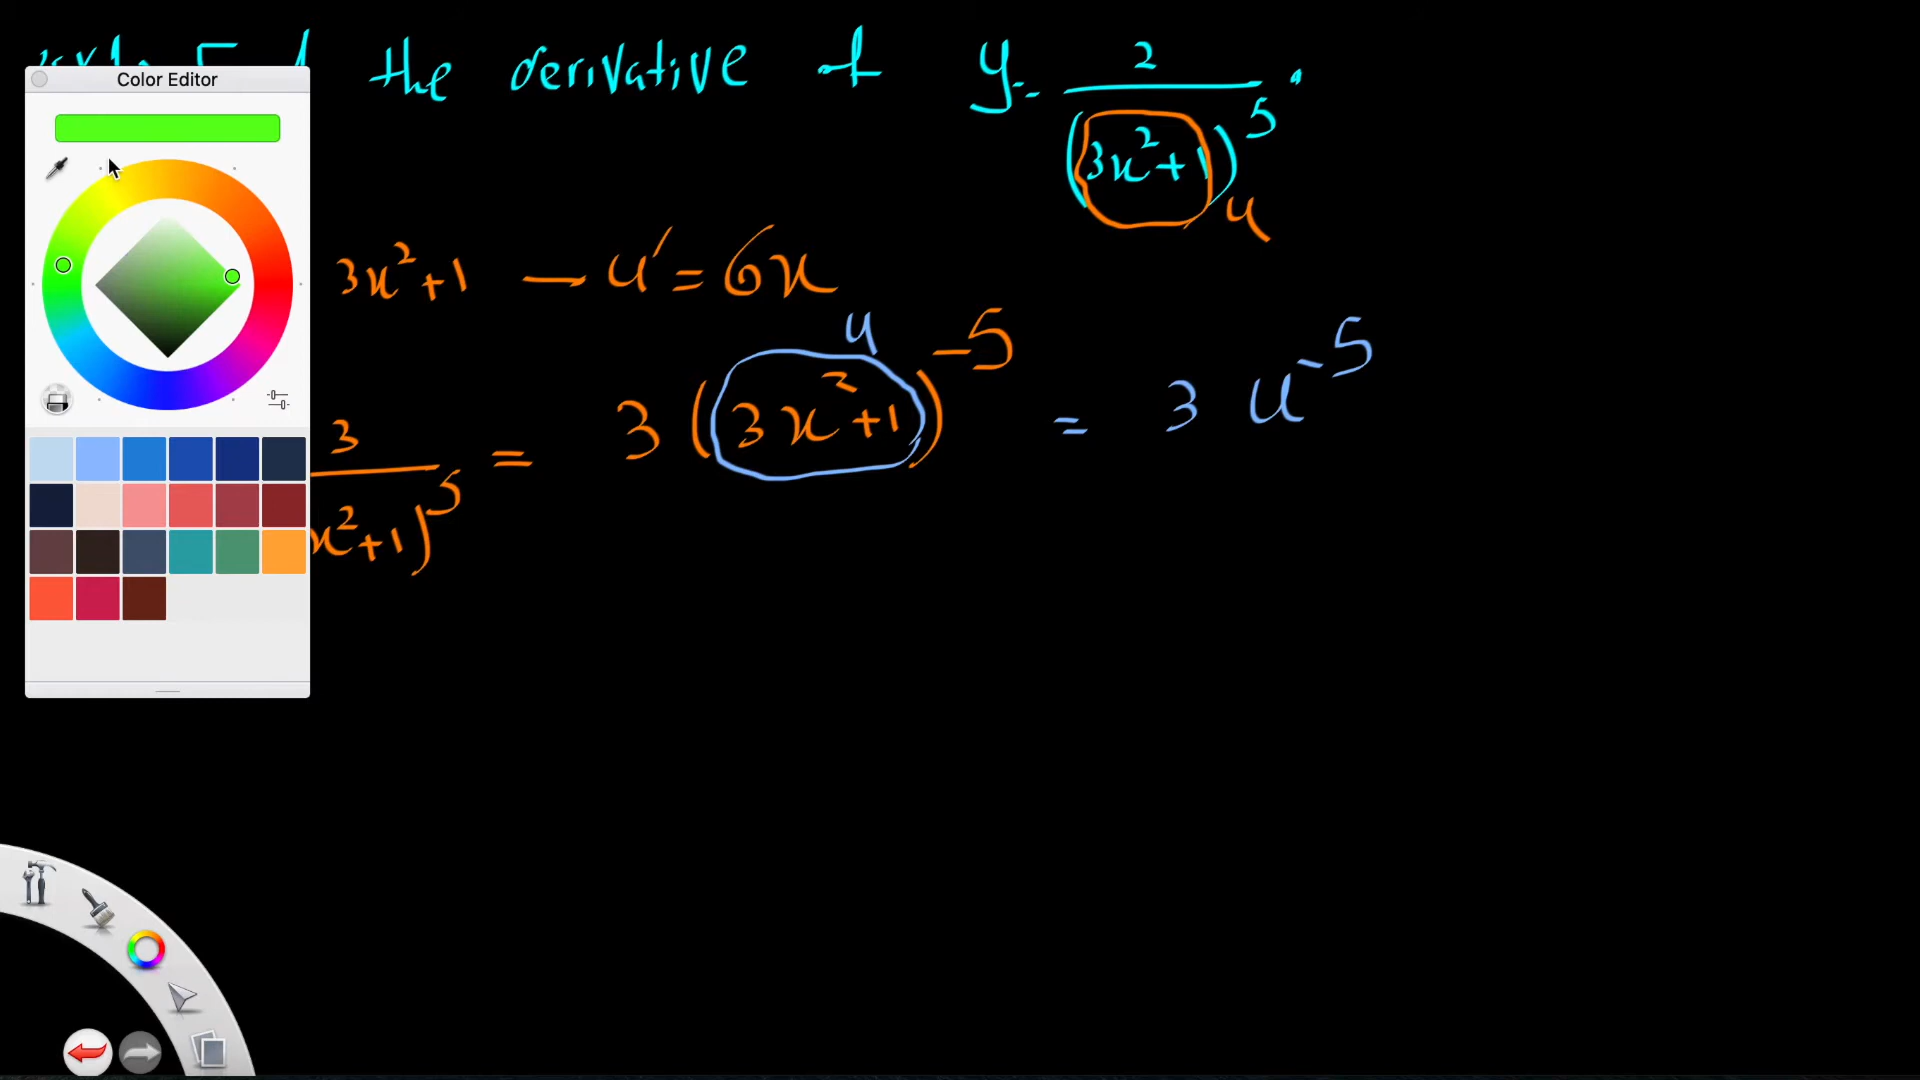 Color Editor
the derivative of y = 2/(3x²+1)⁵ .
u
3x²+1 — u' = 6x
u
3/x²+1)⁵ = 3(3x²+1)⁻⁵ = 3 u⁻⁵